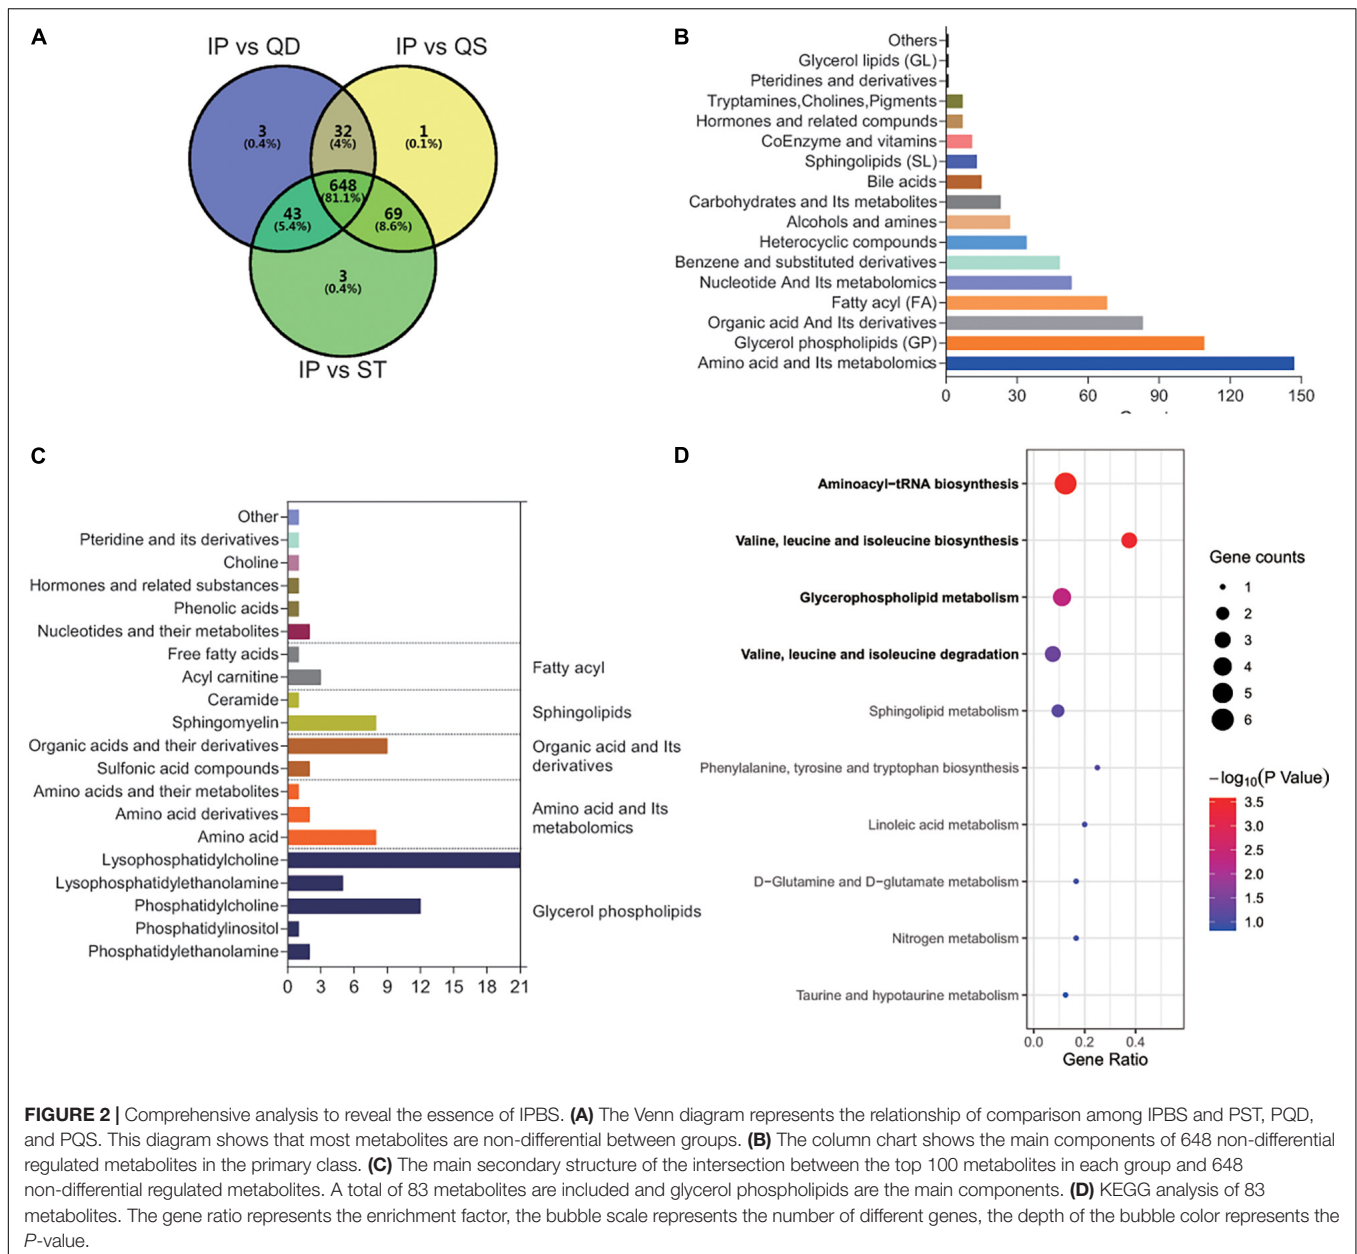 A
IP vs QD
IP vs QS
3
(0.4%)
32
(4%)
1
(0.1%)
648
(81.1%)
43
(5.4%)
69
(8.6%)
3
(0.4%)
IP vs ST
B
Others
Glycerol lipids (GL)
Pteridines and derivatives
Tryptamines,Cholines,Pigments
Hormones and related compunds
CoEnzyme and vitamins
Sphingolipids (SL)
Bile acids
Carbohydrates and Its metabolites
Alcohols and amines
Heterocyclic compounds
Benzene and substituted derivatives
Nucleotide And Its metabolomics
Fatty acyl (FA)
Organic acid And Its derivatives
Glycerol phospholipids (GP)
Amino acid and Its metabolomics
0 30 60 90 120 150
C
Other
Pteridine and its derivatives
Choline
Hormones and related substances
Phenolic acids
Nucleotides and their metabolites
Free fatty acids
Acyl carnitine
Ceramide
Sphingomyelin
Organic acids and their derivatives
Sulfonic acid compounds
Amino acids and their metabolites
Amino acid derivatives
Amino acid
Lysophosphatidylcholine
Lysophosphatidylethanolamine
Phosphatidylcholine
Phosphatidylinositol
Phosphatidylethanolamine
0 3 6 9 12 15 18 21
Fatty acyl
Sphingolipids
Organic acid and Its
derivatives
Amino acid and Its
metabolomics
Glycerol phospholipids
D
Aminoacyl−tRNA biosynthesis
Valine, leucine and isoleucine biosynthesis
Glycerophospholipid metabolism
Valine, leucine and isoleucine degradation
Sphingolipid metabolism
Phenylalanine, tyrosine and tryptophan biosynthesis
Linoleic acid metabolism
D−Glutamine and D−glutamate metabolism
Nitrogen metabolism
Taurine and hypotaurine metabolism
0.0 0.2 0.4
Gene Ratio
Gene counts
1
2
3
4
5
6
−log10(P Value)
3.5
3.0
2.5
2.0
1.5
1.0
FIGURE 2 | Comprehensive analysis to reveal the essence of IPBS. (A) The Venn diagram represents the relationship of comparison among IPBS and PST, PQD,
and PQS. This diagram shows that most metabolites are non-differential between groups. (B) The column chart shows the main components of 648 non-differential
regulated metabolites in the primary class. (C) The main secondary structure of the intersection between the top 100 metabolites in each group and 648
non-differential regulated metabolites. A total of 83 metabolites are included and glycerol phospholipids are the main components. (D) KEGG analysis of 83
metabolites. The gene ratio represents the enrichment factor, the bubble scale represents the number of different genes, the depth of the bubble color represents the
P-value.